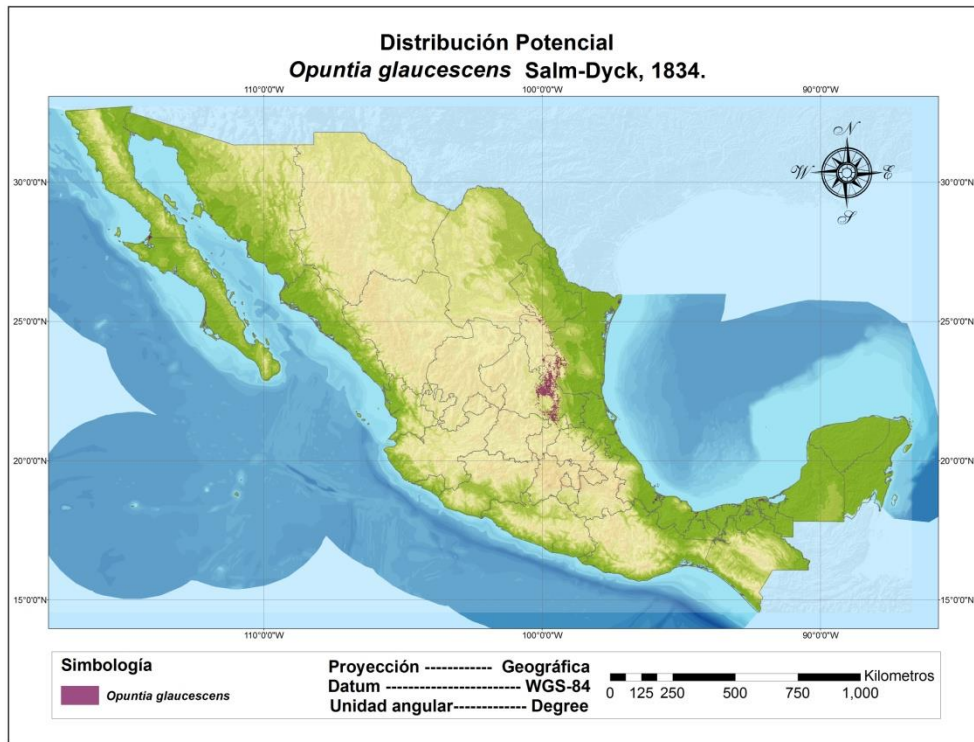 Distribución Potencial
Opuntia glaucescens Salm-Dyck, 1834.
110°0'0"W 100°0'0"W 90°0'0"W
N
W E
S
30°0'0"N 30°0'0"N
25°0'0"N 25°0'0"N
20°0'0"N 20°0'0"N
15°0'0"N 15°0'0"N
110°0'0"W 100°0'0"W 90°0'0"W
Simbología
Opuntia glaucescens
Proyección ------------ Geográfica
Datum ------------------------ WGS-84
Unidad angular------------- Degree
Kilometros
0 125 250 500 750 1,000